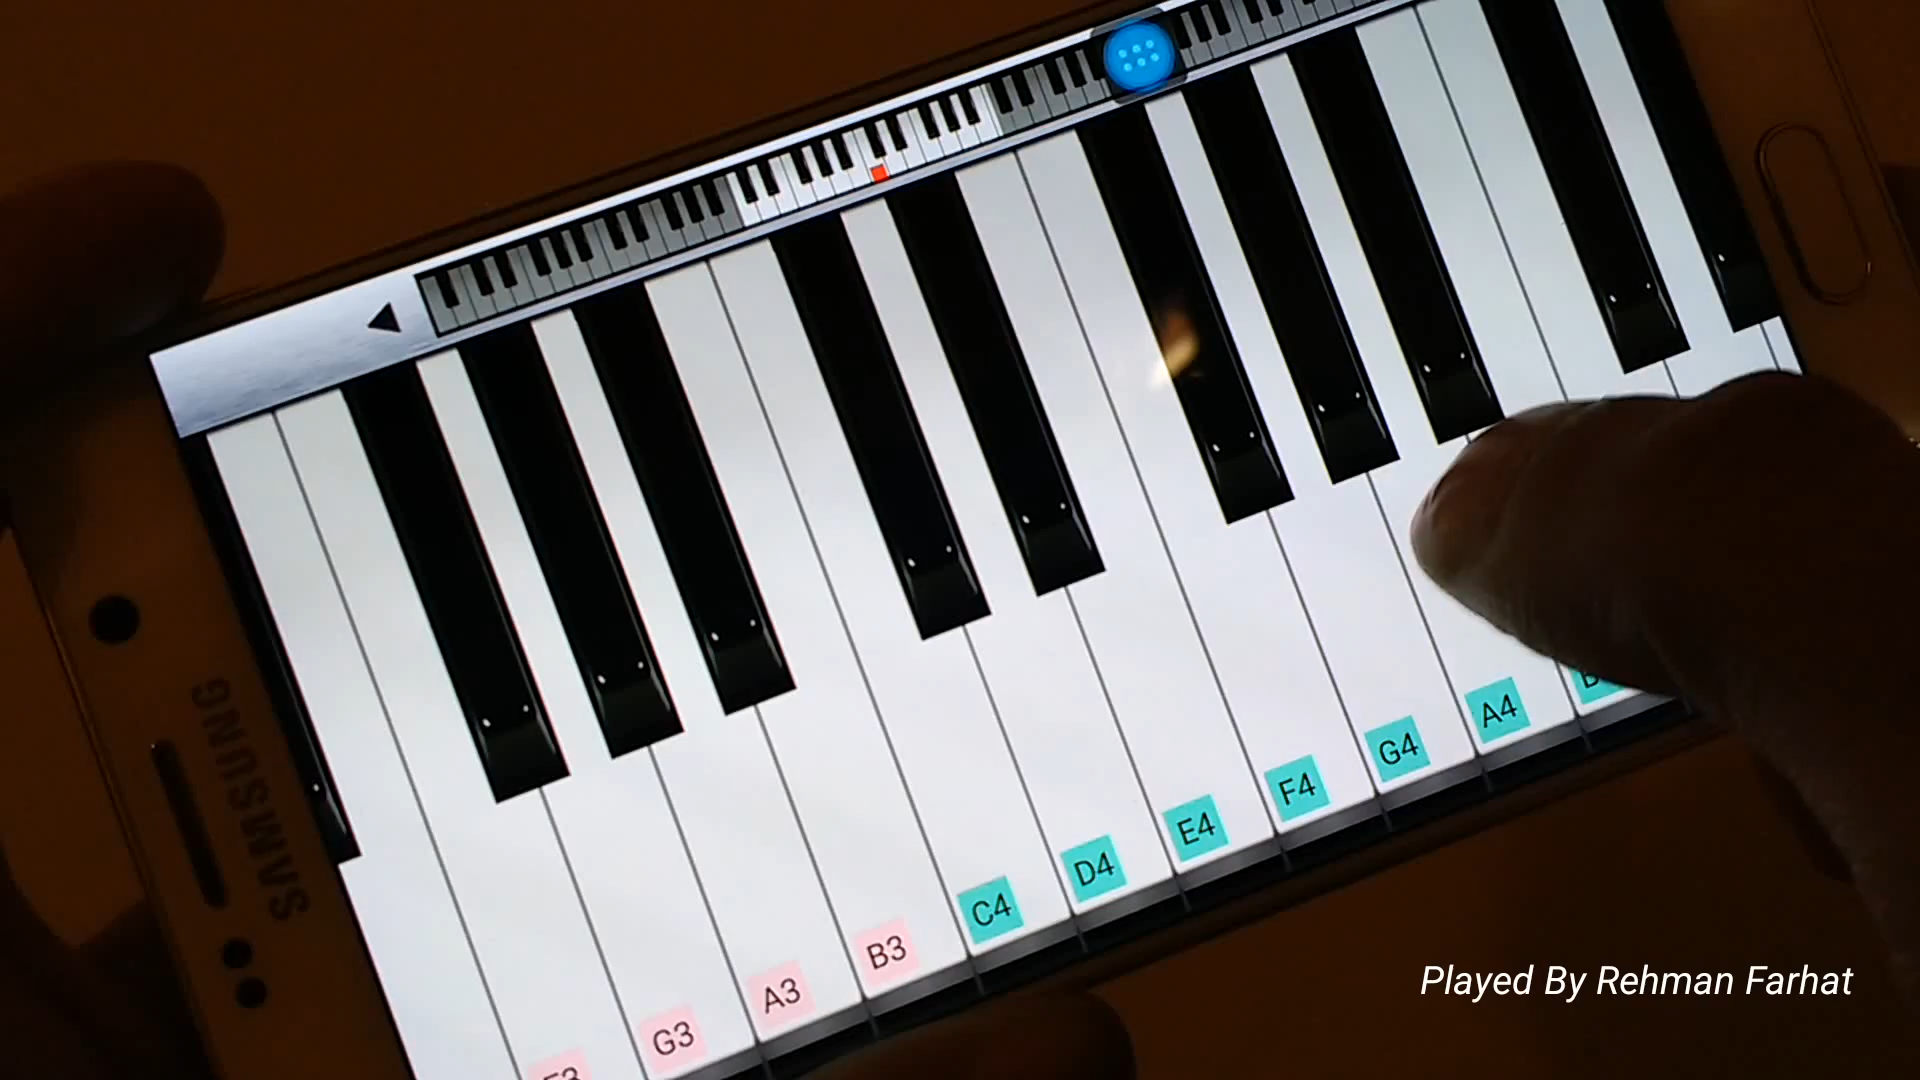 SAMSUNG
G3
A3
B3
C4
D4
E4
F4
G4
A4
Played By Rehman Farhat